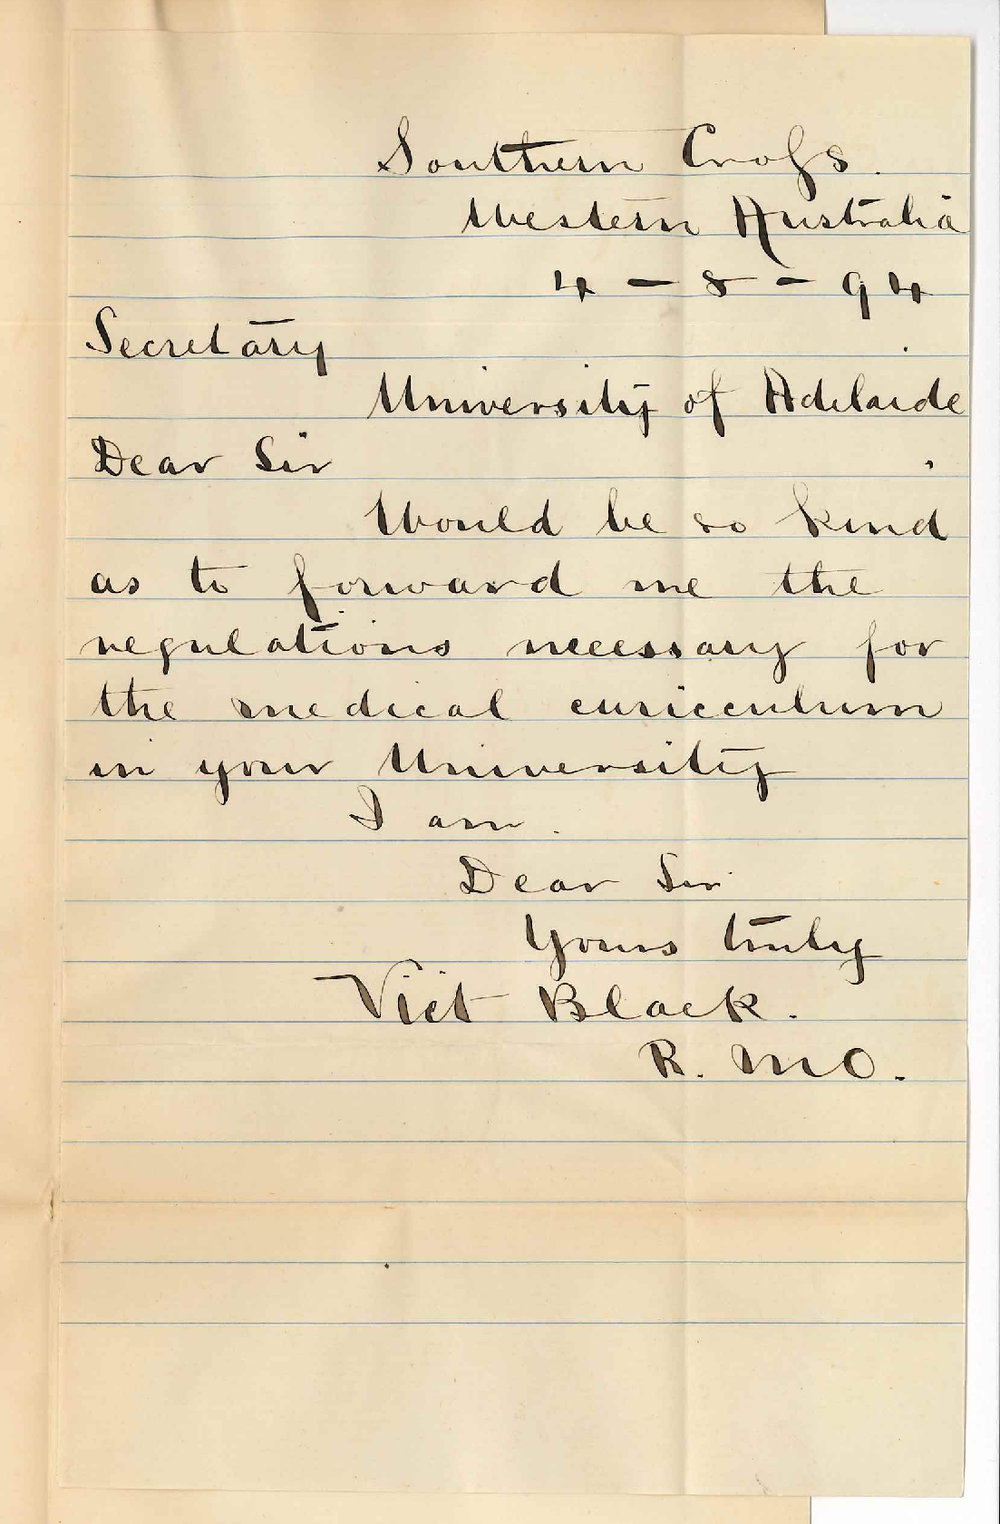 Southern Cross.
Western Australia
4 - 8 - 94
Secretary
University of Adelaide
Dear Sir
Would be so kind
as to forward me the
regulations necessary for
the medical curicculum
in your University
I am.
Dear Sir
Yours truly
Vict Black.
R. M O.